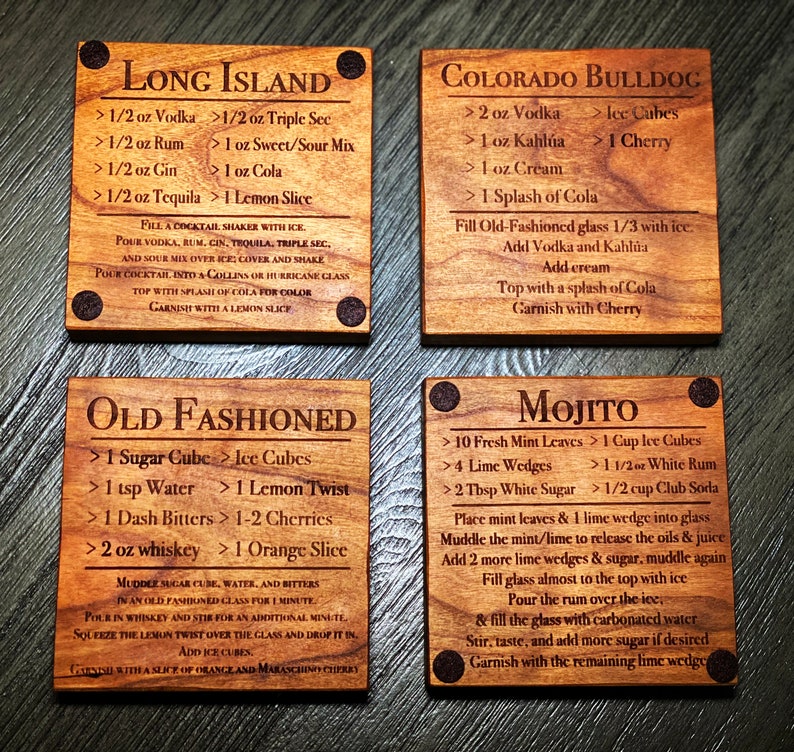 LONG ISLAND
> 1/2 oz Vodka > 1/2 oz Triple Sec
> 1/2 oz Rum > 1 oz Sweet/Sour Mix
> 1/2 oz Gin > 1 oz Cola
> 1/2 oz Tequila > 1 Lemon Slice
FILL A COCKTAIL SHAKER WITH ICE.
POUR VODKA, RUM, GIN, TEQUILA, TRIPLE SEC,
AND SOUR MIX OVER ICE; COVER AND SHAKE
POUR COCKTAIL INTO A COLLINS OR HURRICANE GLASS
TOP WITH SPLASH OF COLA FOR COLOR
GARNISH WITH A LEMON SLICE
COLORADO BULLDOG
> 2 oz Vodka > Ice Cubes
> 1 oz Kahlúa > 1 Cherry
> 1 oz Cream
> 1 Splash of Cola
Fill Old-Fashioned glass 1/3 with ice.
Add Vodka and Kahlúa
Add cream
Top with a splash of Cola
Garnish with Cherry
OLD FASHIONED
> 1 Sugar Cube > Ice Cubes
> 1 tsp Water > 1 Lemon Twist
> 1 Dash Bitters > 1-2 Cherries
> 2 oz whiskey > 1 Orange Slice
MUDDLE SUGAR CUBE, WATER, AND BITTERS
IN AN OLD FASHIONED GLASS FOR 1 MINUTE.
POUR IN WHISKEY AND STIR FOR AN ADDITIONAL MINUTE.
SQUEEZE THE LEMON TWIST OVER THE GLASS AND DROP IT IN.
ADD ICE CUBES.
GARNISH WITH A SLICE OF ORANGE AND MARASCHINO CHERRY
MOJITO
> 10 Fresh Mint Leaves > 1 Cup Ice Cubes
> 4 Lime Wedges > 1 1/2 oz White Rum
> 2 Tbsp White Sugar > 1/2 cup Club Soda
Place mint leaves & 1 lime wedge into glass
Muddle the mint/lime to release the oils & juice
Add 2 more lime wedges & sugar, muddle again
Fill glass almost to the top with ice
Pour the rum over the ice,
& fill the glass with carbonated water
Stir, taste, and add more sugar if desired
Garnish with the remaining lime wedge